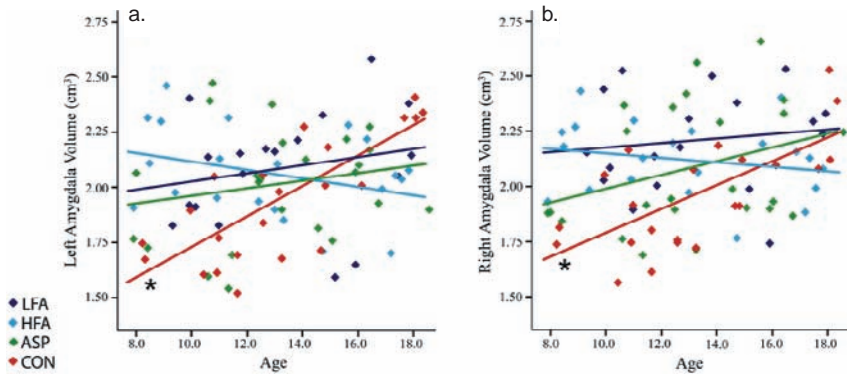 a.
2.75
2.50
2.25
2.00
1.75
1.50
Left Amygdala Volume (cm³)
8.0 10.0 12.0 14.0 16.0 18.0
Age
*
b.
2.75
2.50
2.25
2.00
1.75
1.50
Right Amygdala Volume (cm³)
8.0 10.0 12.0 14.0 16.0 18.0
Age
*
LFA
HFA
ASP
CON